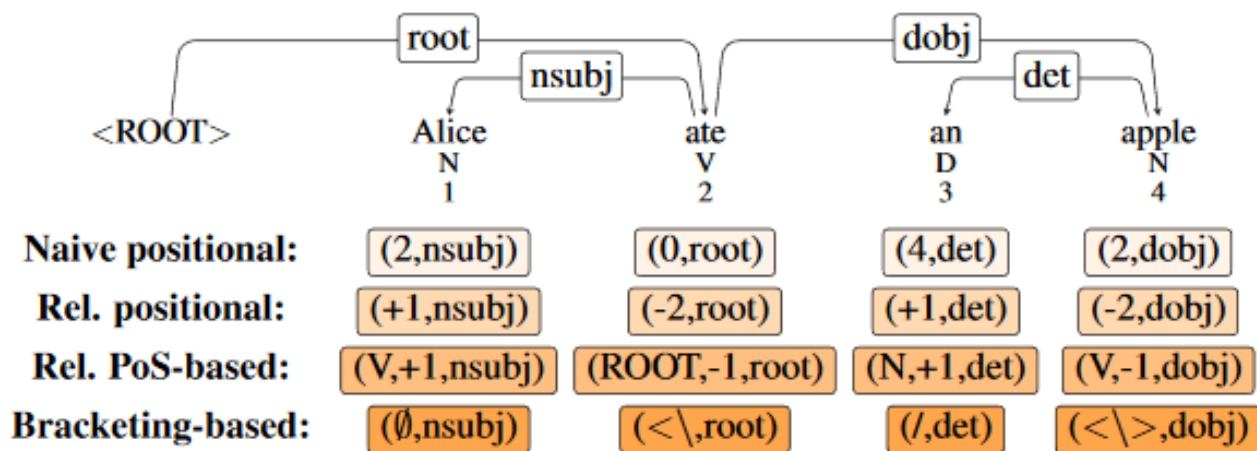 root dobj
nsubj det
<ROOT> Alice ate an apple
N V D N
1 2 3 4
Naive positional: (2,nsubj) (0,root) (4,det) (2,dobj)
Rel. positional: (+1,nsubj) (-2,root) (+1,det) (-2,dobj)
Rel. PoS-based: (V,+1,nsubj) (ROOT,-1,root) (N,+1,det) (V,-1,dobj)
Bracketing-based: (∅,nsubj) (<\,root) (/,det) (<\>,dobj)